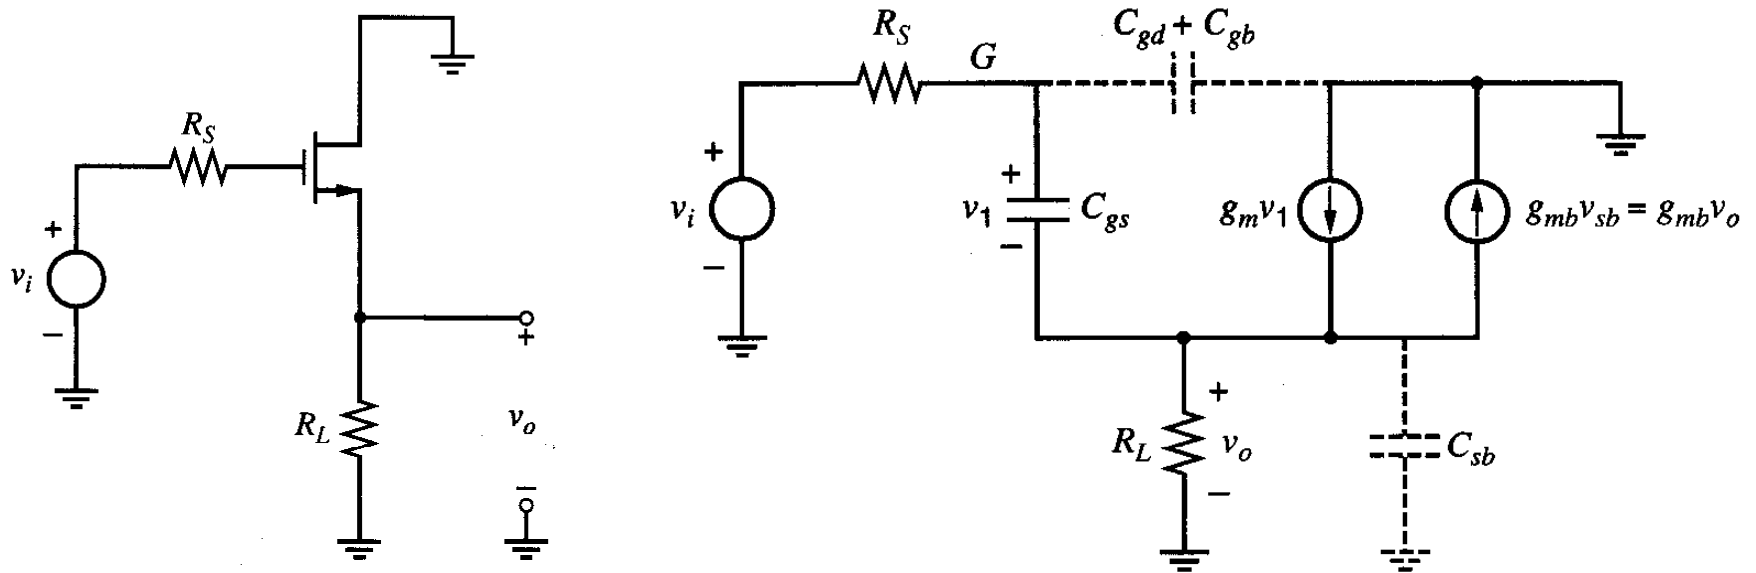 R_S
+
v_i
−
R_L
+
v_o
−
R_S
G
C_gd + C_gb
+
v_i
−
+
v_1
−
C_gs
g_m v_1
g_mb v_sb = g_mb v_o
R_L
+
v_o
−
C_sb